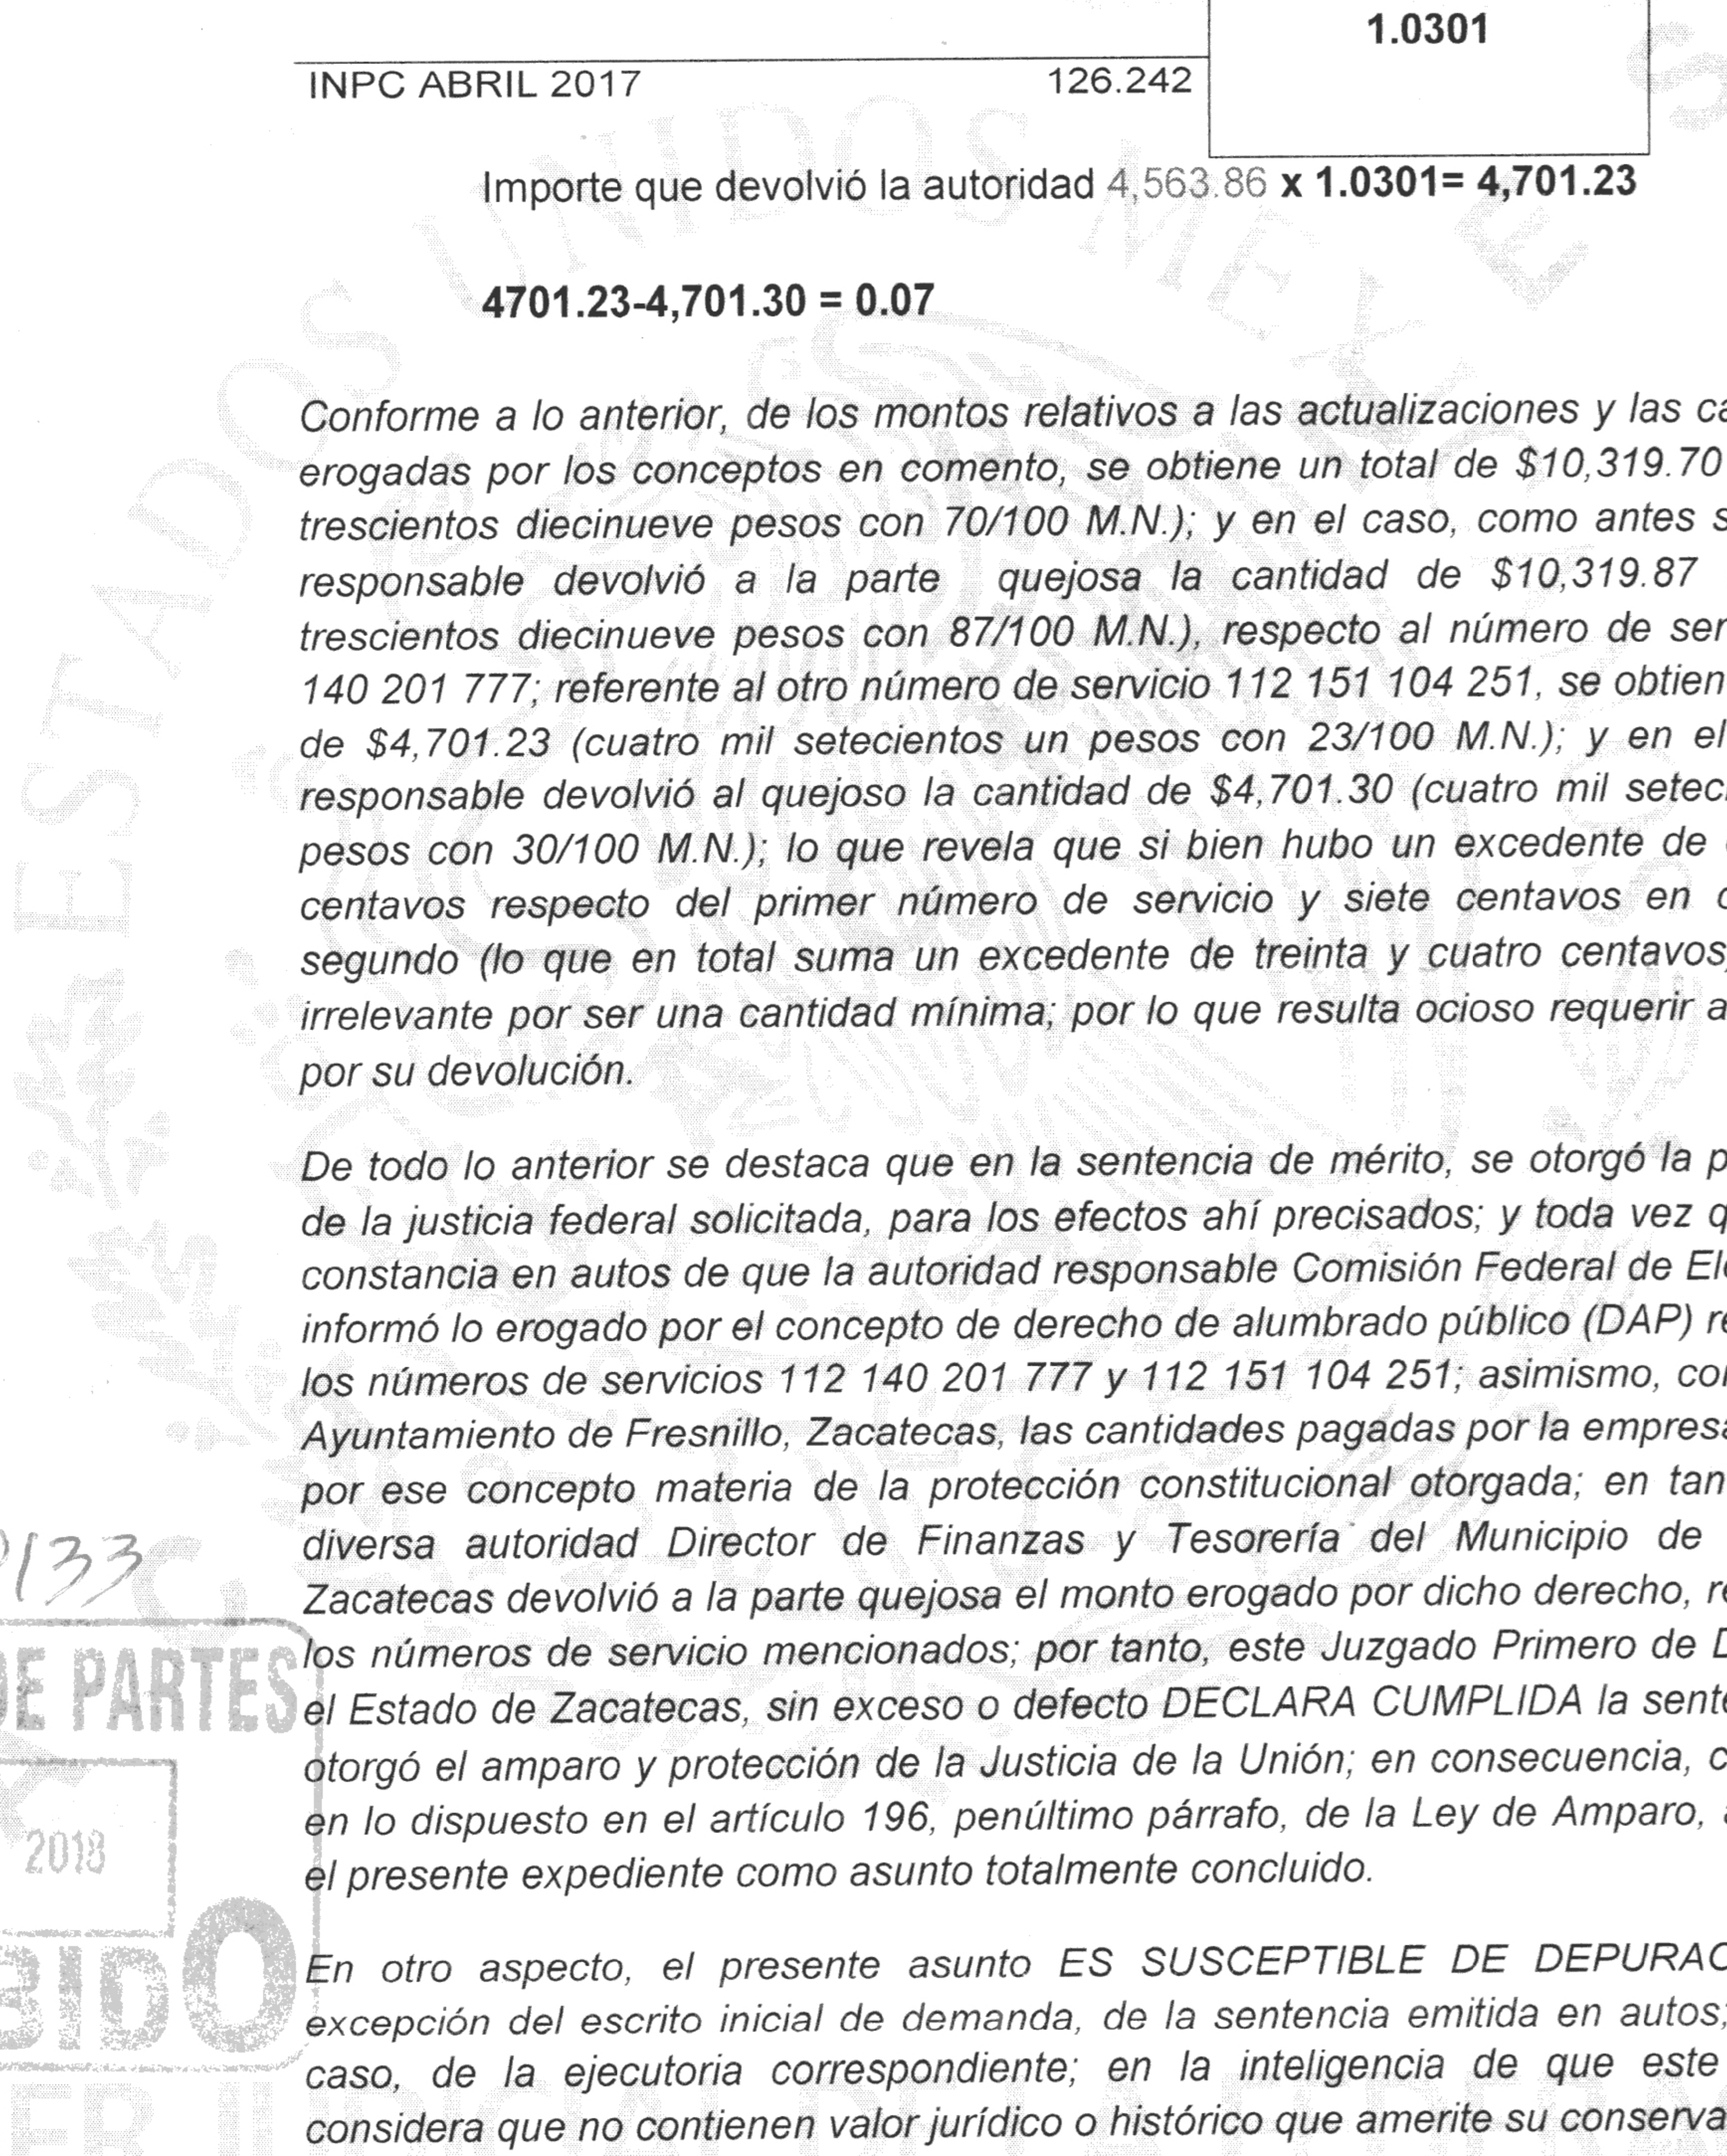 1.0301
INPC ABRIL 2017 126.242
Importe que devolvió la autoridad 4,563.86 x 1.0301= 4,701.23
4701.23-4,701.30 = 0.07
Conforme a lo anterior, de los montos relativos a las actualizaciones y las
erogadas por los conceptos en comento, se obtiene un total de $10,319.70
trescientos diecinueve pesos con 70/100 M.N.); y en el caso, como antes
responsable devolvió a la parte quejosa la cantidad de $10,319.87
trescientos diecinueve pesos con 87/100 M.N.), respecto al número de
140 201 777; referente al otro número de servicio 112 151 104 251, se
de $4,701.23 (cuatro mil setecientos un pesos con 23/100 M.N.); y en el
responsable devolvió al quejoso la cantidad de $4,701.30 (cuatro mil
pesos con 30/100 M.N.); lo que revela que si bien hubo un excedente de
centavos respecto del primer número de servicio y siete centavos en
segundo (lo que en total suma un excedente de treinta y cuatro centavos
irrelevante por ser una cantidad mínima; por lo que resulta ocioso requerir
por su devolución.
De todo lo anterior se destaca que en la sentencia de mérito, se otorgó la
de la justicia federal solicitada, para los efectos ahí precisados; y toda vez
constancia en autos de que la autoridad responsable Comisión Federal de
informó lo erogado por el concepto de derecho de alumbrado público (DAP)
los números de servicios 112 140 201 777 y 112 151 104 251; asimismo,
Ayuntamiento de Fresnillo, Zacatecas, las cantidades pagadas por la empresa
por ese concepto materia de la protección constitucional otorgada; en
diversa autoridad Director de Finanzas y Tesorería del Municipio de
Zacatecas devolvió a la parte quejosa el monto erogado por dicho derecho,
los números de servicio mencionados; por tanto, este Juzgado Primero de
el Estado de Zacatecas, sin exceso o defecto DECLARA CUMPLIDA la
otorgó el amparo y protección de la Justicia de la Unión; en consecuencia,
en lo dispuesto en el artículo 196, penúltimo párrafo, de la Ley de Amparo,
el presente expediente como asunto totalmente concluido.
En otro aspecto, el presente asunto ES SUSCEPTIBLE DE
excepción del escrito inicial de demanda, de la sentencia emitida en autos;
caso, de la ejecutoria correspondiente; en la inteligencia de que este
considera que no contienen valor jurídico o histórico que amerite su
133
DE PARTES
2018
BIDO
ESTADOS UNIDOS MEX